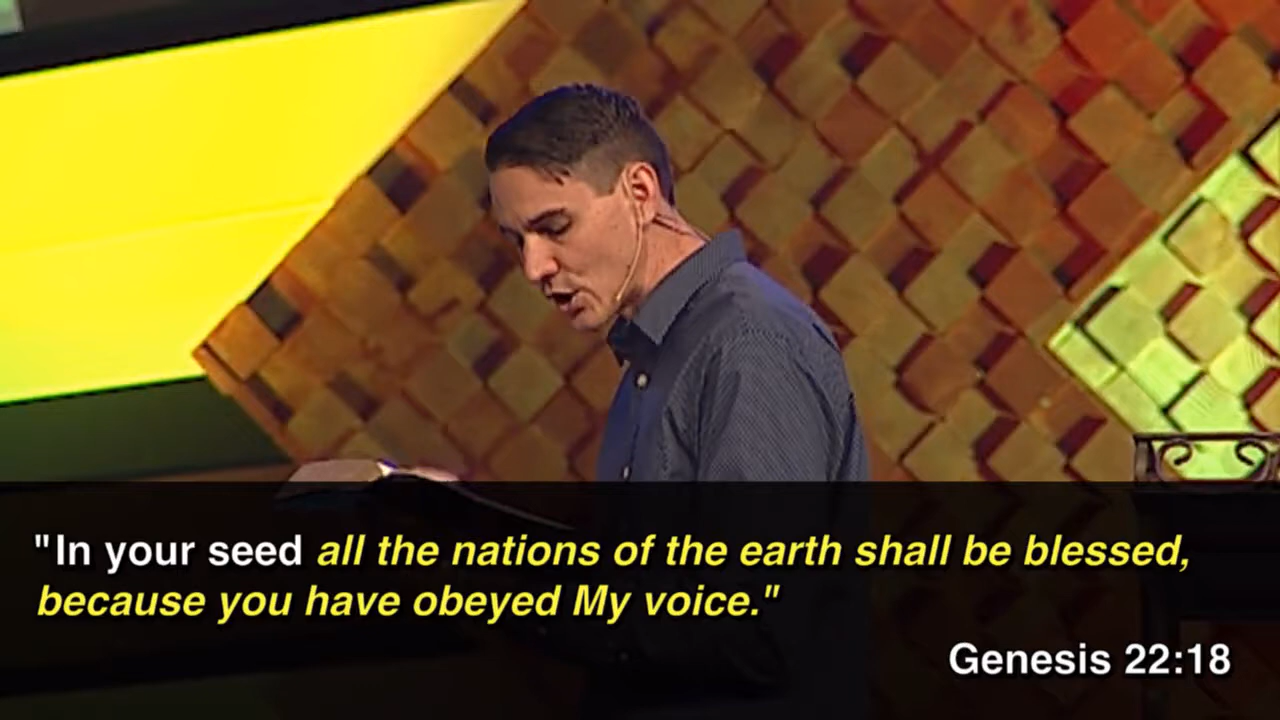 "In your seed all the nations of the earth shall be blessed,
because you have obeyed My voice."
Genesis 22:18